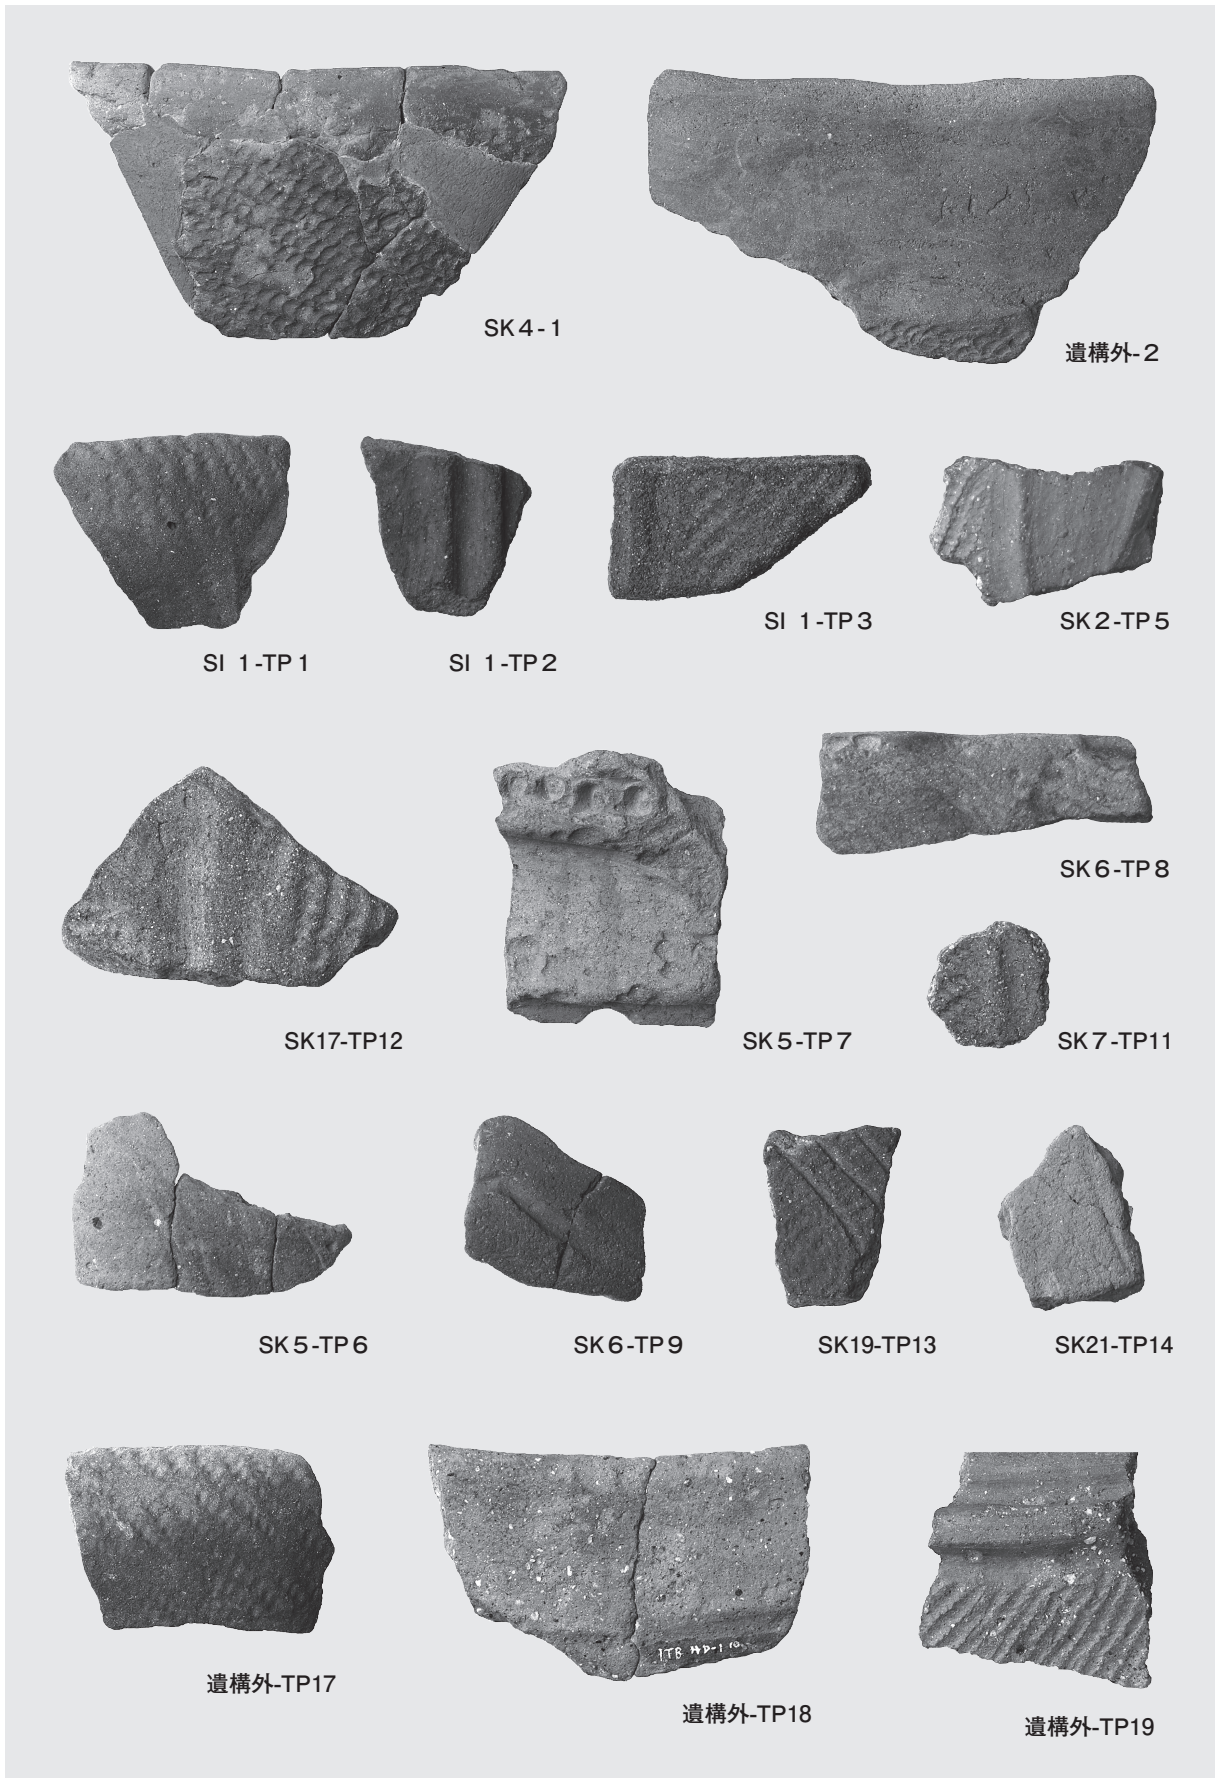 SK4-1
遺構外-2
SI 1-TP1
SI 1-TP2
SI 1-TP3
SK2-TP5
SK17-TP12
SK5-TP7
SK6-TP8
SK7-TP11
SK5-TP6
SK6-TP9
SK19-TP13
SK21-TP14
遺構外-TP17
遺構外-TP18
遺構外-TP19